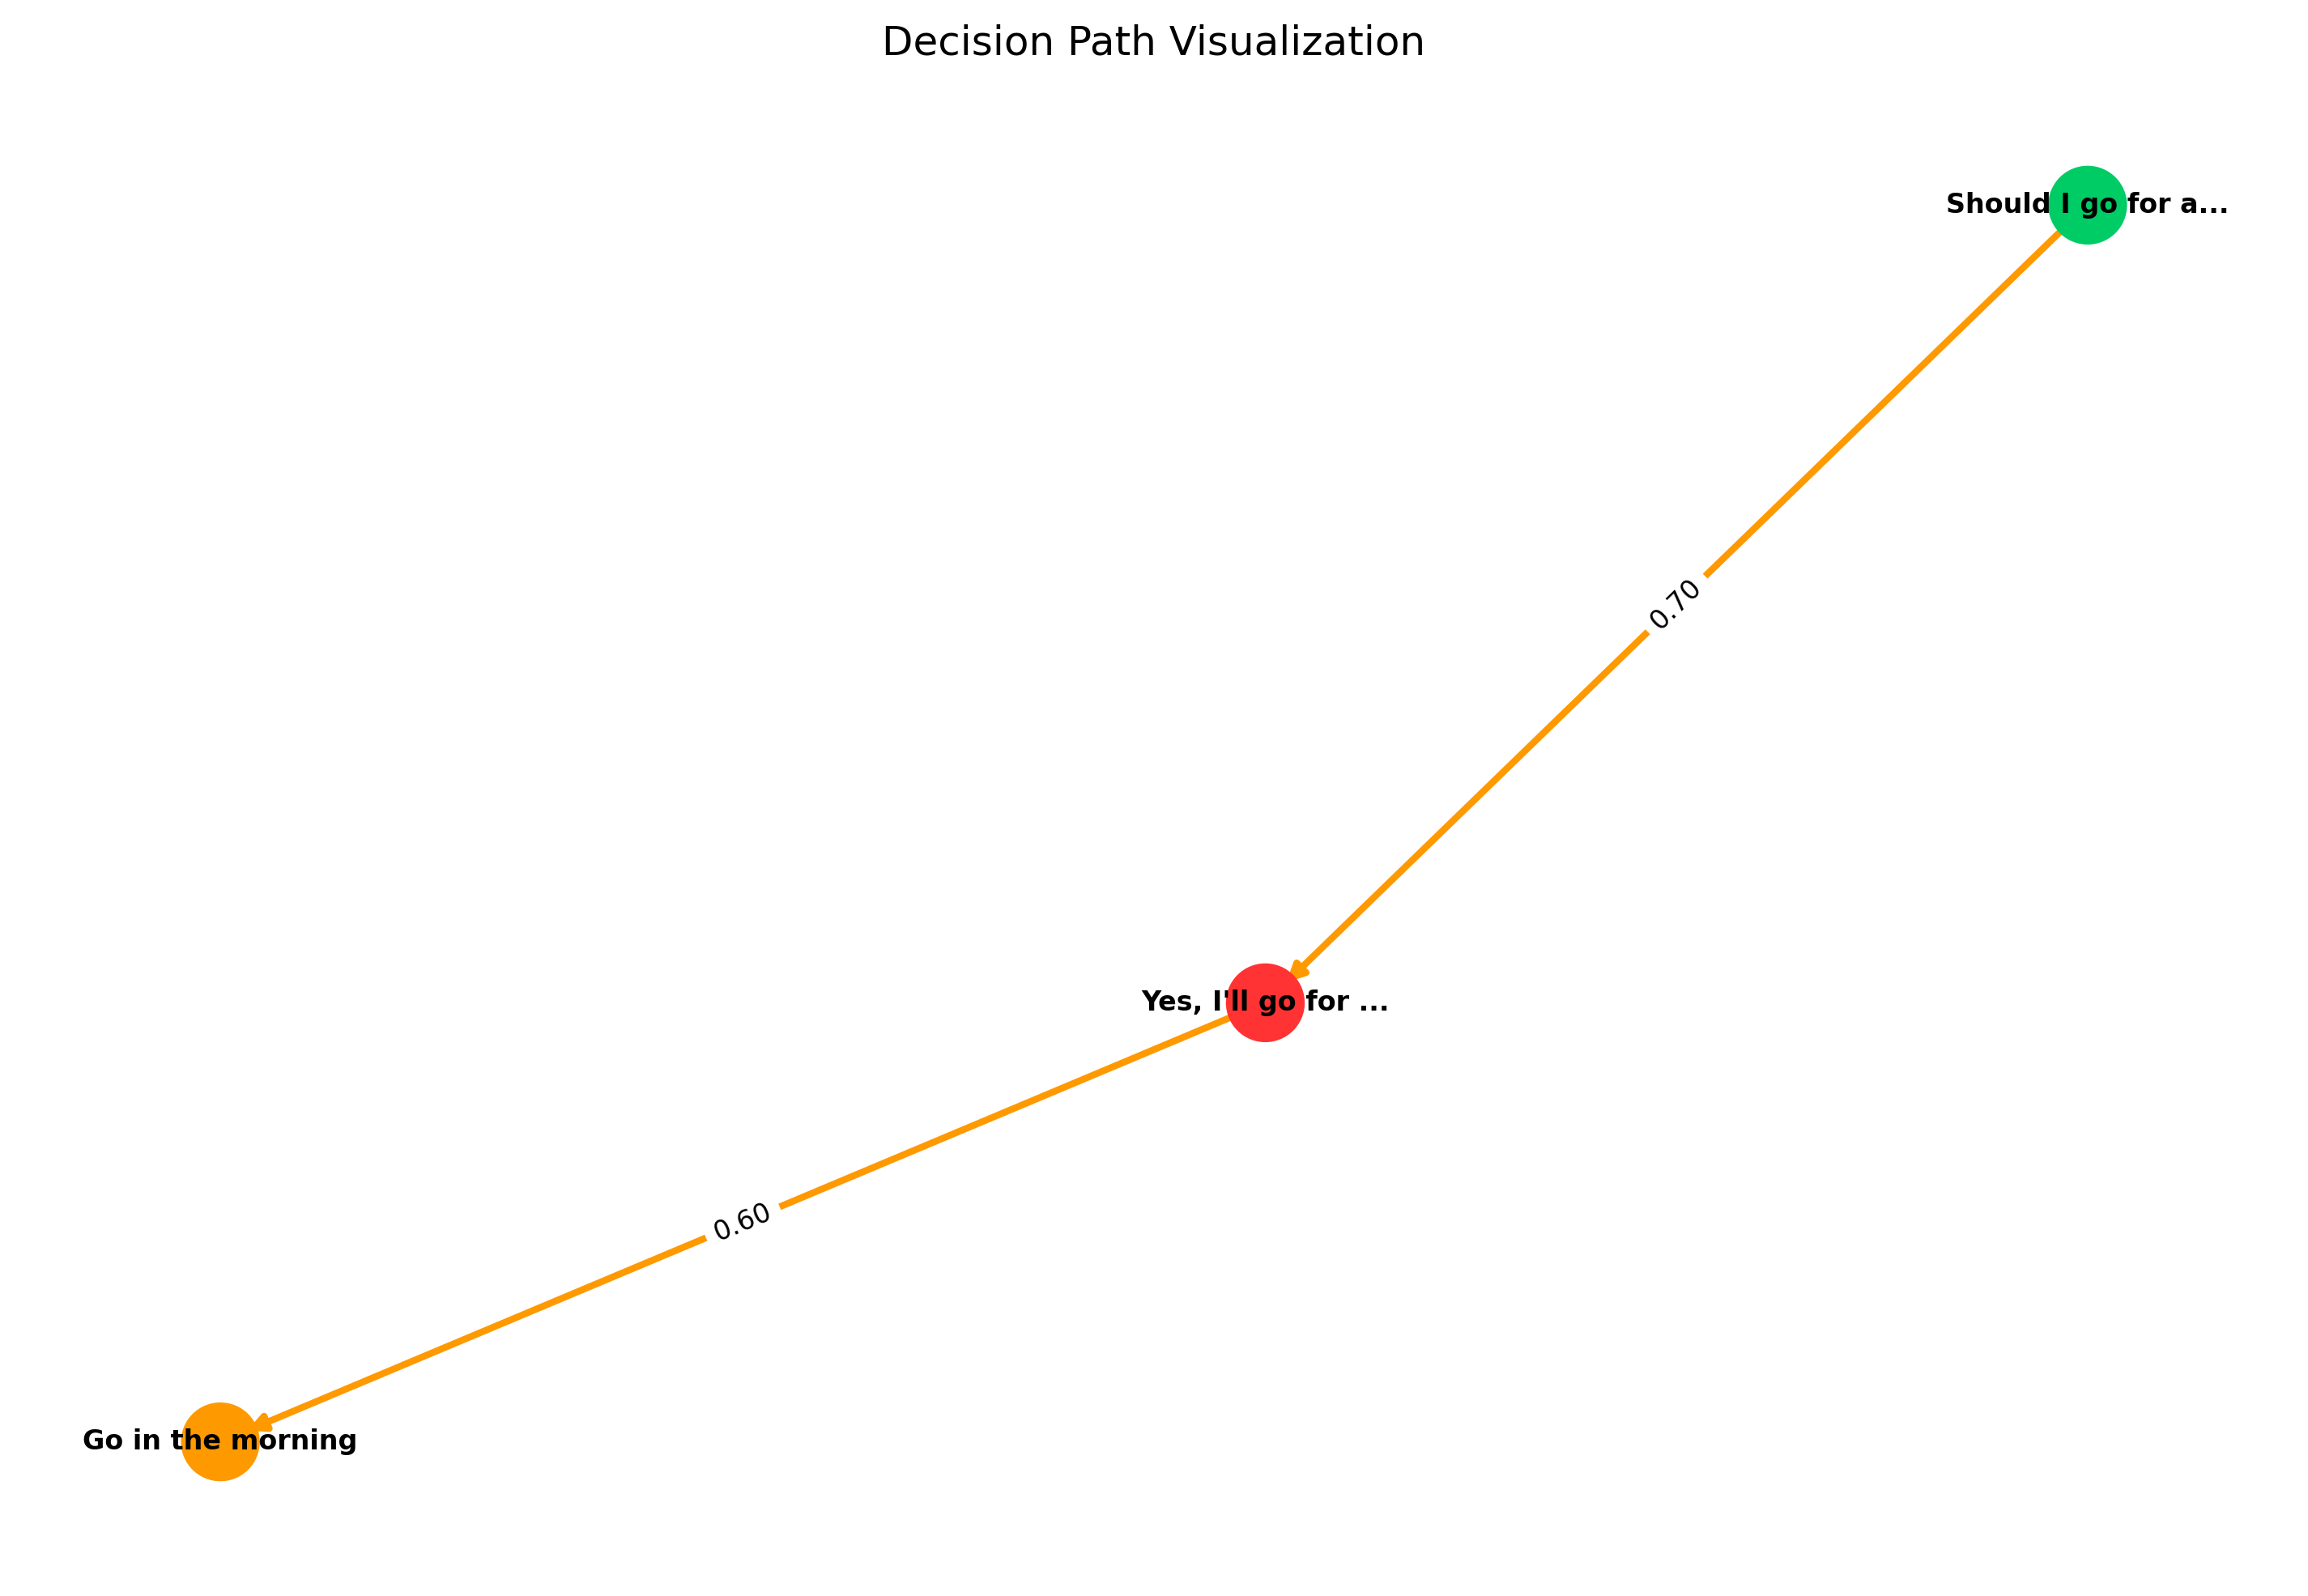 Decision Path Visualization
Should I go for a...
0.70
Yes, I'll go for ...
0.60
Go in the morning